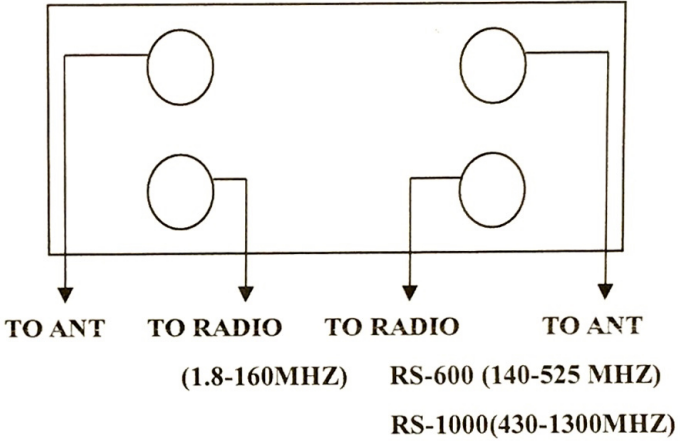 TO ANT TO RADIO TO RADIO TO ANT
(1.8-160MHZ) RS-600 (140-525 MHZ)
RS-1000(430-1300MHZ)